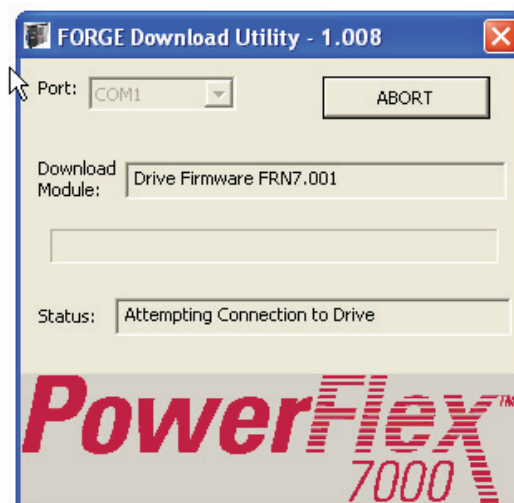 FORGE Download Utility - 1.008
Port: COM1 ABORT
Download Module: Drive Firmware FRN7.001
Status: Attempting Connection to Drive
PowerFlex™
7000